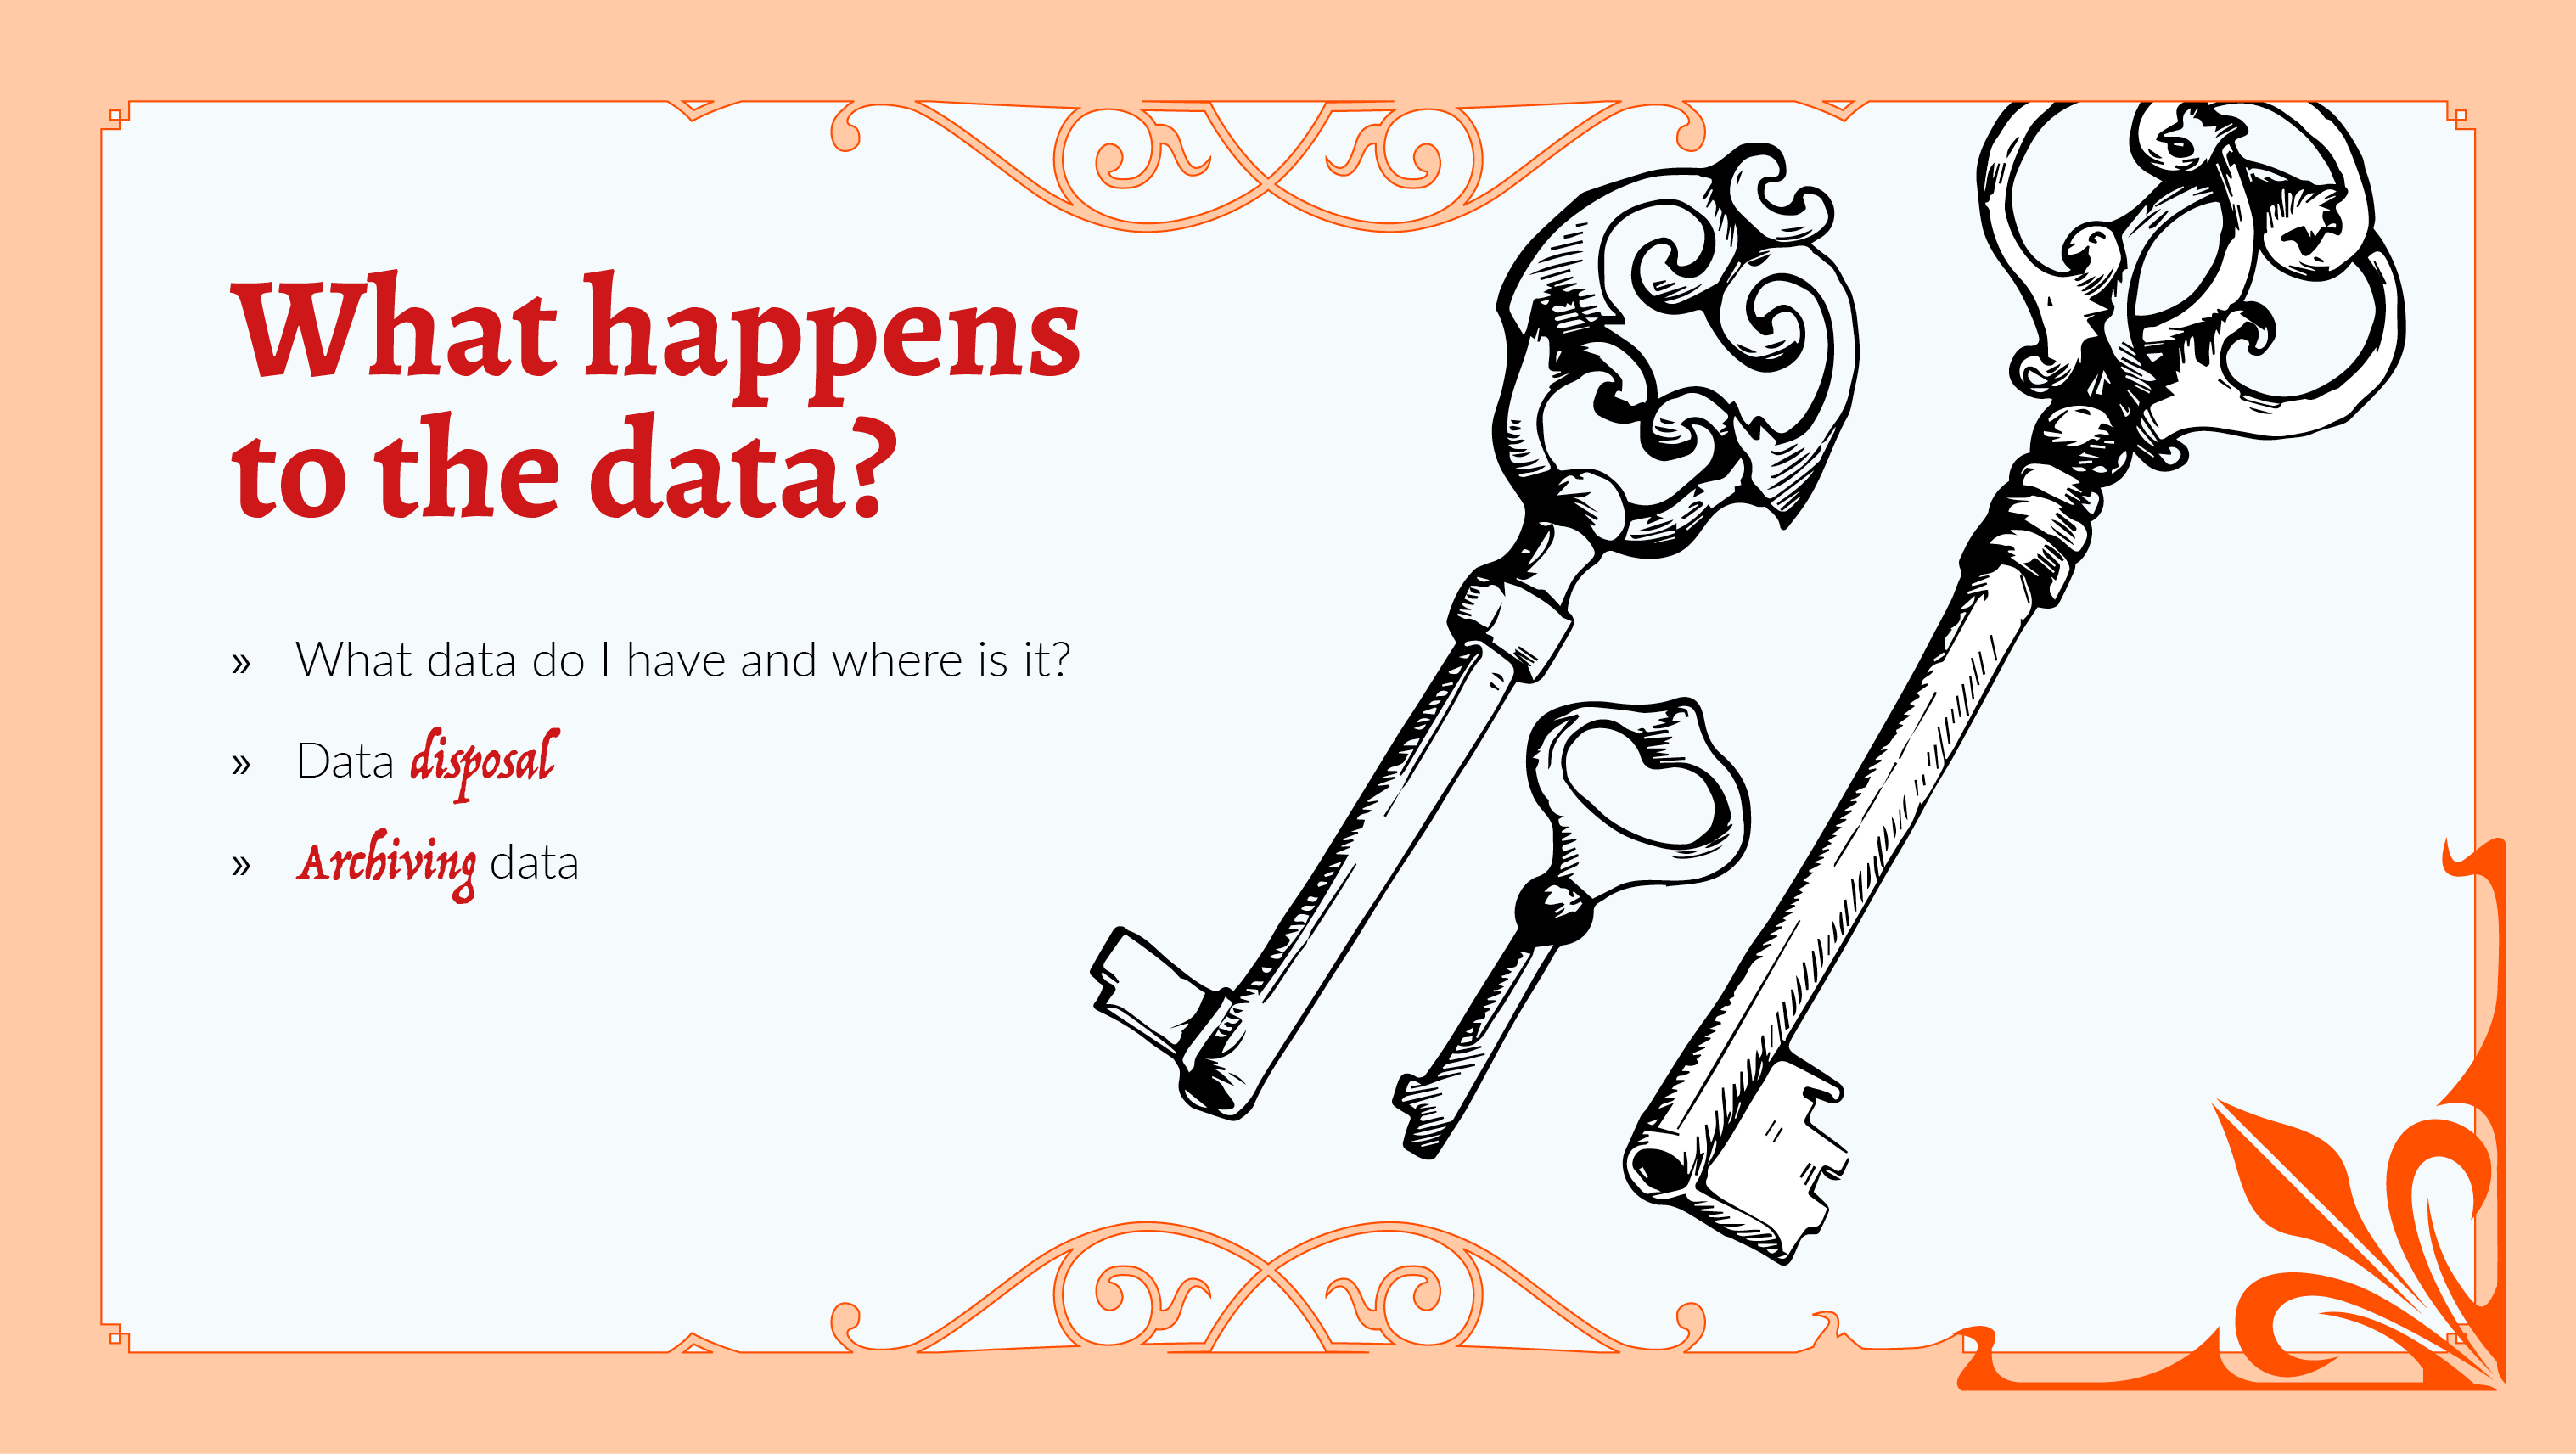 What happens
to the data?
» What data do I have and where is it?
» Data disposal
» Archiving data